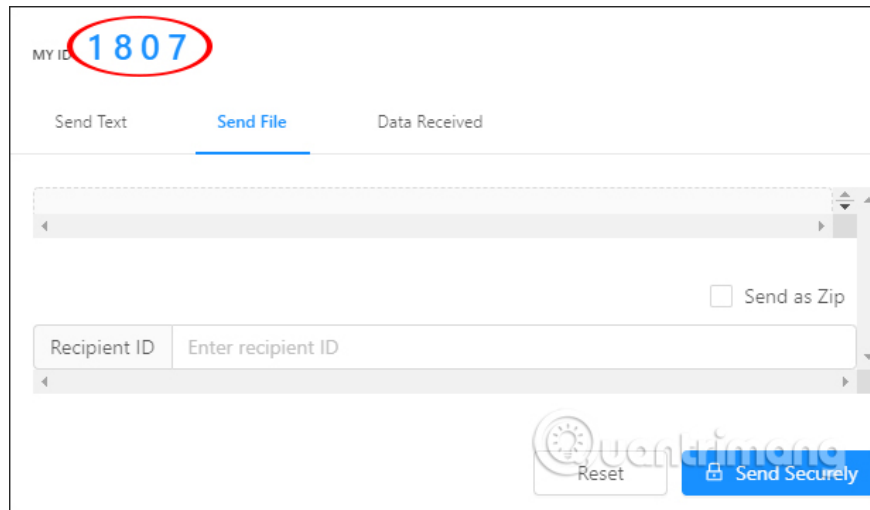 MY ID 1807
Send Text Send File Data Received
Send as Zip
Recipient ID Enter recipient ID
Quantrimang
Reset Send Securely